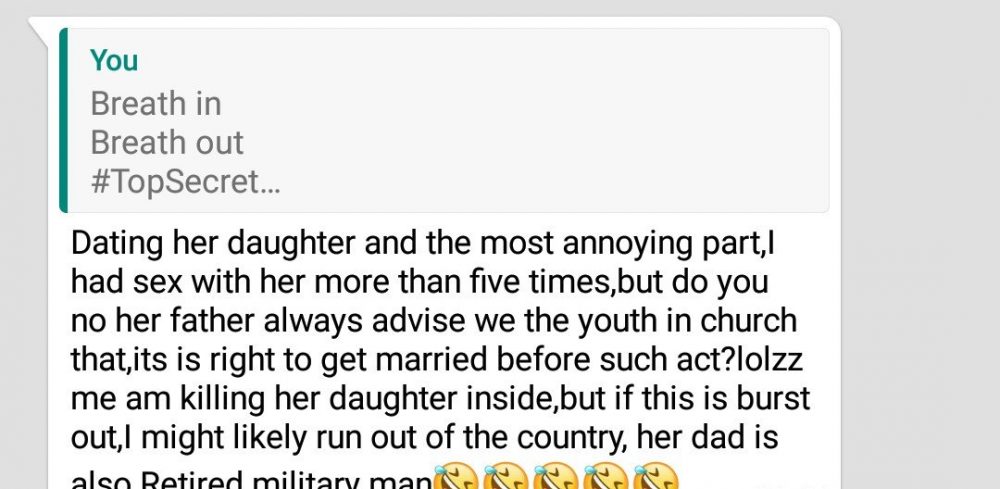 You
Breath in
Breath out
#TopSecret...
Dating her daughter and the most annoying part,I
had sex with her more than five times,but do you
no her father always advise we the youth in church
that,its is right to get married before such act?lolzz
me am killing her daughter inside,but if this is burst
out,I might likely run out of the country, her dad is
also Retired military man🤣🤣🤣🤣🤣